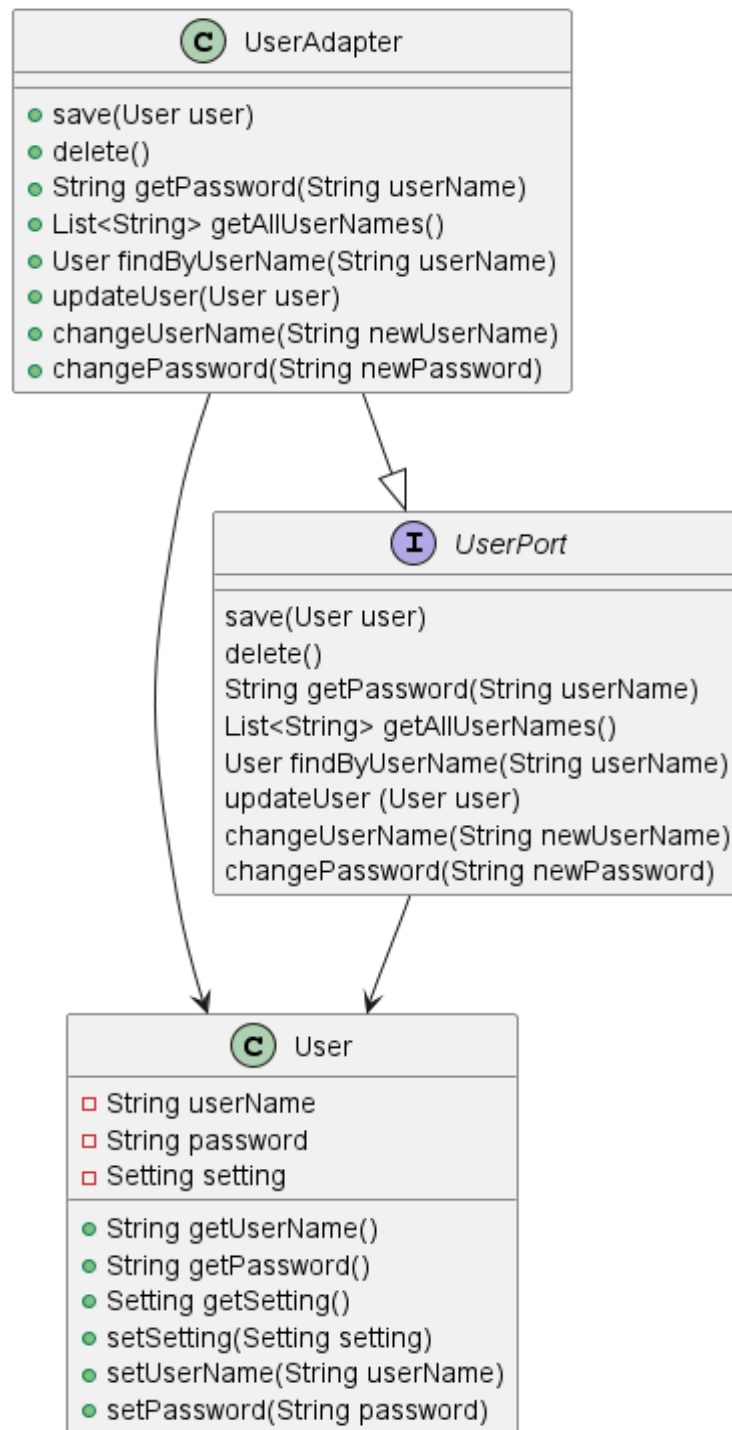 C UserAdapter
save(User user)
delete()
String getPassword(String userName)
List<String> getAllUserNames()
User findByUserName(String userName)
updateUser(User user)
changeUserName(String newUserName)
changePassword(String newPassword)
I UserPort
save(User user)
delete()
String getPassword(String userName)
List<String> getAllUserNames()
User findByUserName(String userName)
updateUser (User user)
changeUserName(String newUserName)
changePassword(String newPassword)
C User
String userName
String password
Setting setting
String getUserName()
String getPassword()
Setting getSetting()
setSetting(Setting setting)
setUserName(String userName)
setPassword(String password)